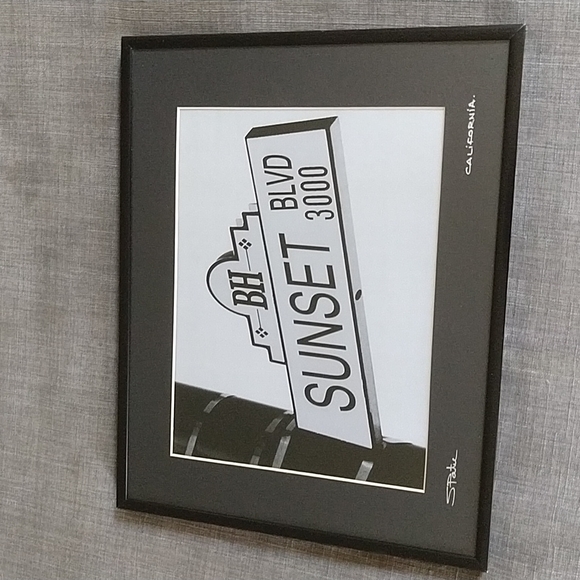 BH
SUNSET BLVD
3000
CALIFORNIA.